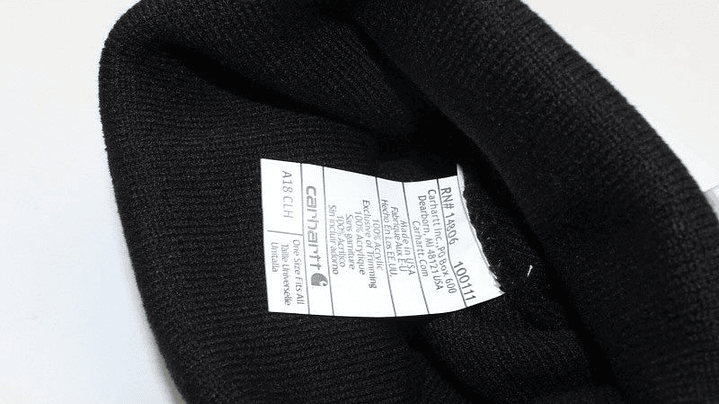 RN# 14806 100111
Carhartt Inc., PO Box 600
Dearborn, MI 48121 USA
Carhartt.Com
Made in USA
Fabrique Aux E.U.
Hecho En Los EE.UU.
100% Acrylic
Exclusive of Trimming
100% Acrylique
Sans garniture
100% Acrílico
Sin incluir adorno
carhartt
A18 CLH
One Size Fits All
Taille Universelle
Unitalla